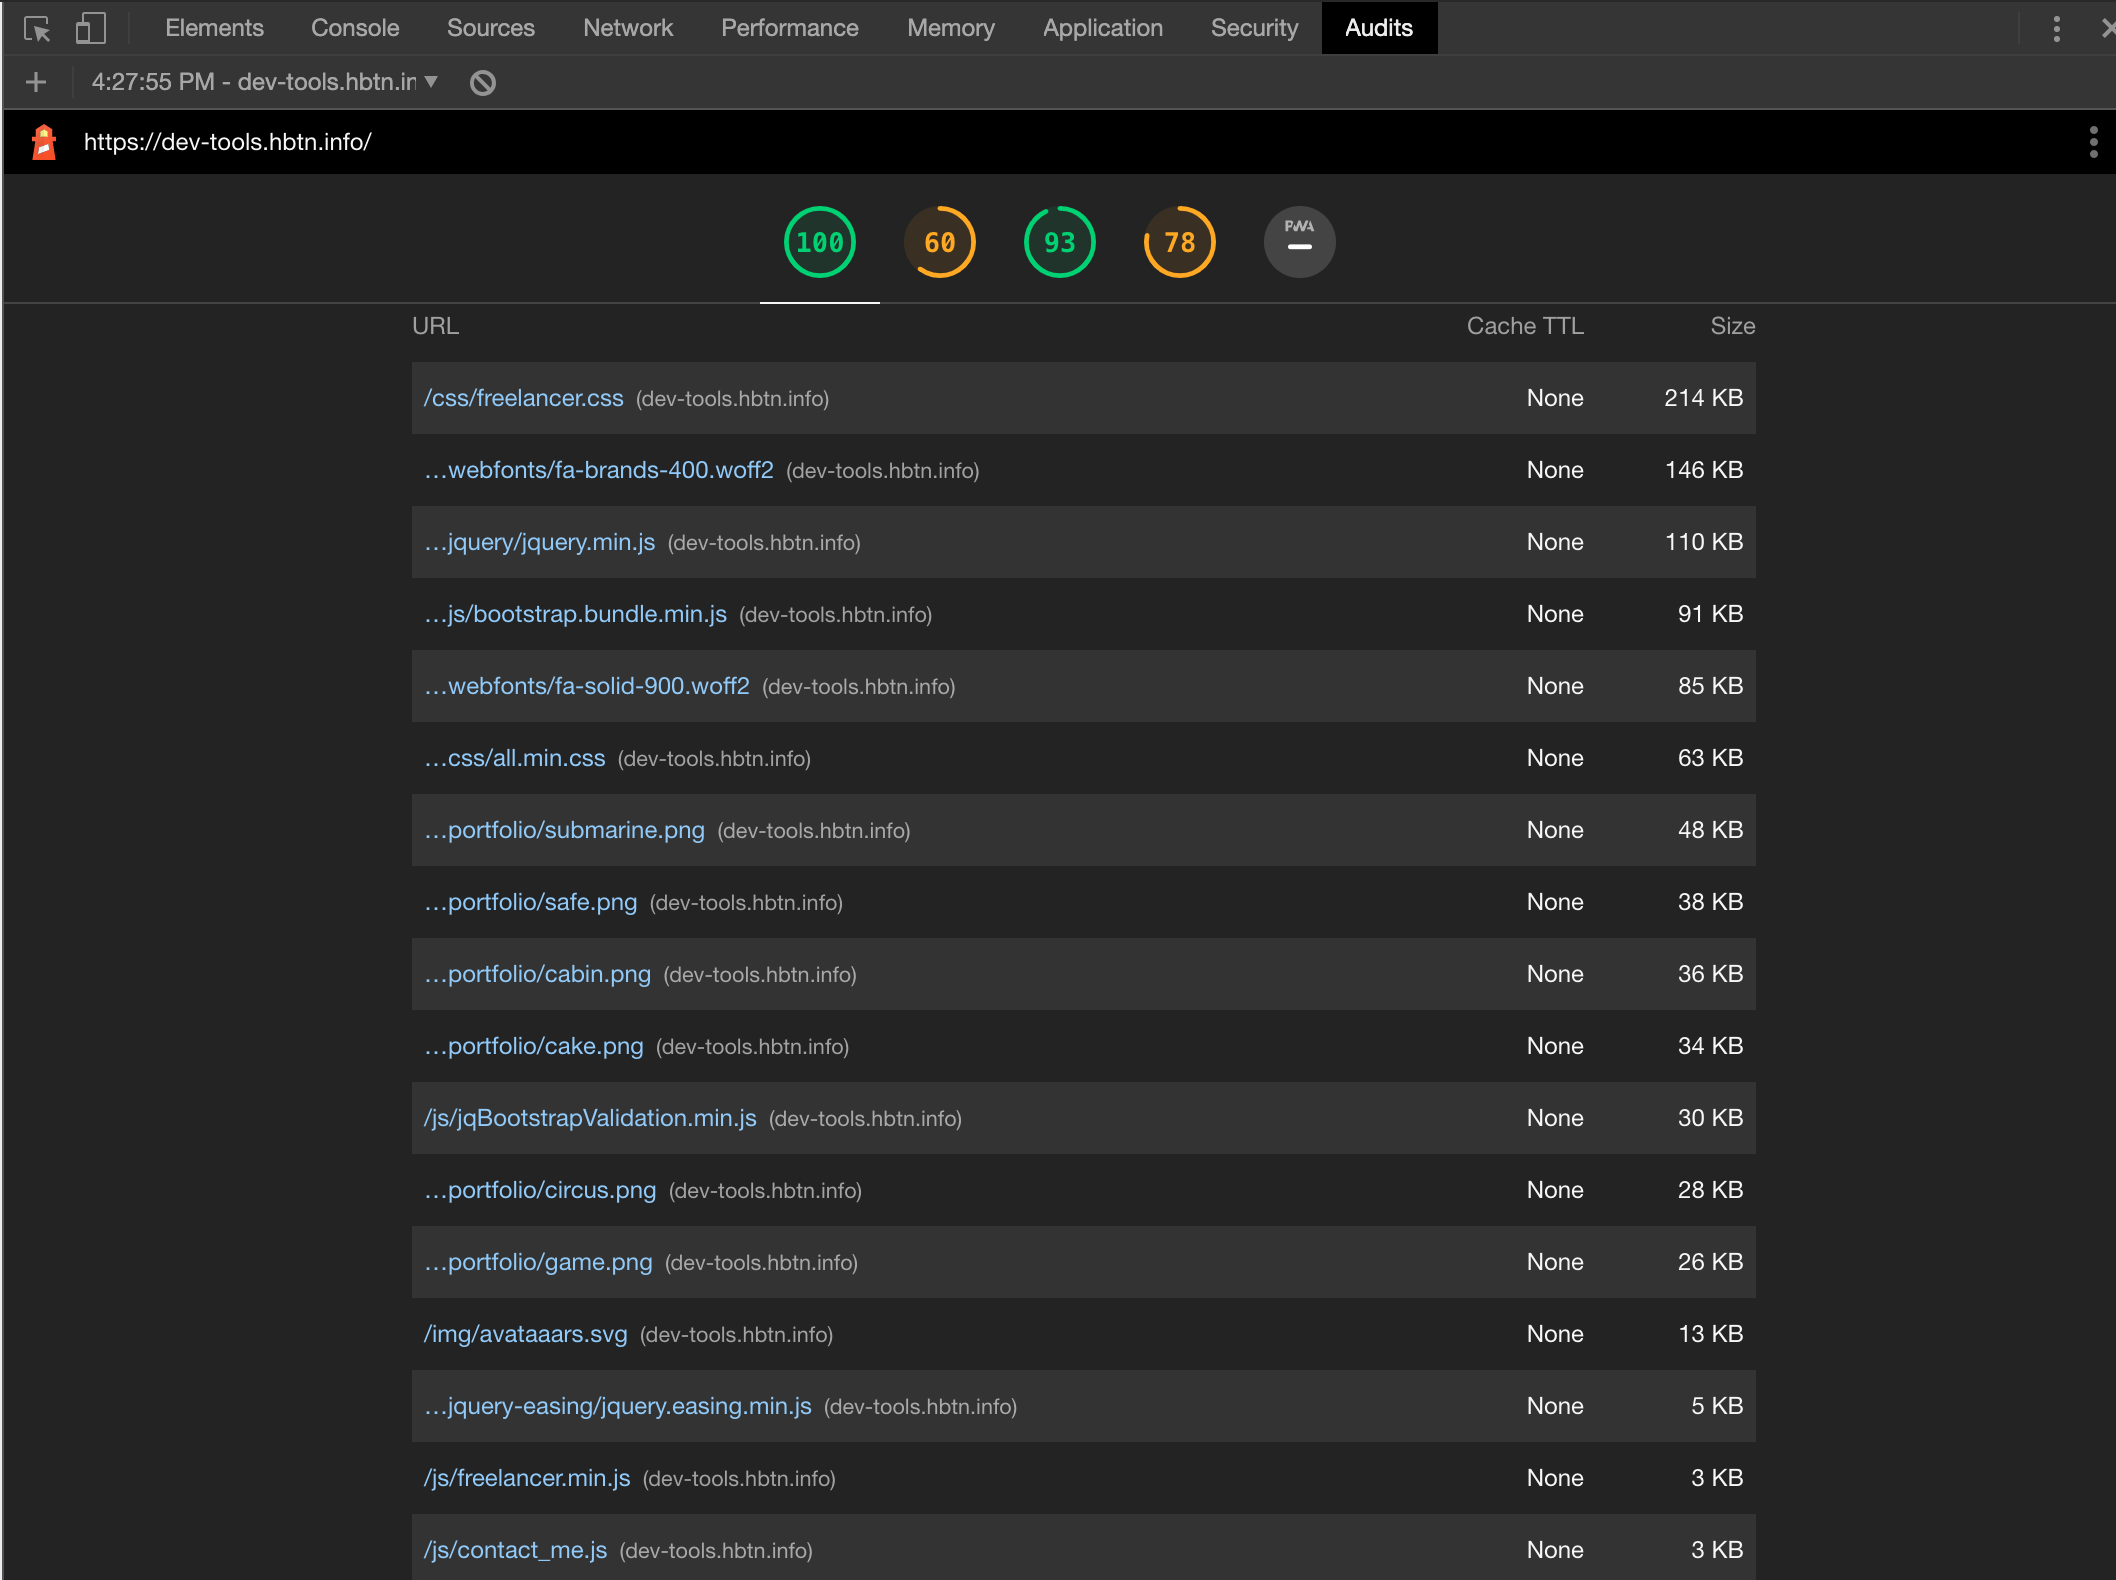 Elements Console Sources Network Performance Memory Application Security Audits
4:27:55 PM - dev-tools.hbtn.in
https://dev-tools.hbtn.info/
100 60 93 78 PWA
URL Cache TTL Size
/css/freelancer.css (dev-tools.hbtn.info) None 214 KB
…webfonts/fa-brands-400.woff2 (dev-tools.hbtn.info) None 146 KB
…jquery/jquery.min.js (dev-tools.hbtn.info) None 110 KB
…js/bootstrap.bundle.min.js (dev-tools.hbtn.info) None 91 KB
…webfonts/fa-solid-900.woff2 (dev-tools.hbtn.info) None 85 KB
…css/all.min.css (dev-tools.hbtn.info) None 63 KB
…portfolio/submarine.png (dev-tools.hbtn.info) None 48 KB
…portfolio/safe.png (dev-tools.hbtn.info) None 38 KB
…portfolio/cabin.png (dev-tools.hbtn.info) None 36 KB
…portfolio/cake.png (dev-tools.hbtn.info) None 34 KB
/js/jqBootstrapValidation.min.js (dev-tools.hbtn.info) None 30 KB
…portfolio/circus.png (dev-tools.hbtn.info) None 28 KB
…portfolio/game.png (dev-tools.hbtn.info) None 26 KB
/img/avataaars.svg (dev-tools.hbtn.info) None 13 KB
…jquery-easing/jquery.easing.min.js (dev-tools.hbtn.info) None 5 KB
/js/freelancer.min.js (dev-tools.hbtn.info) None 3 KB
/js/contact_me.js (dev-tools.hbtn.info) None 3 KB